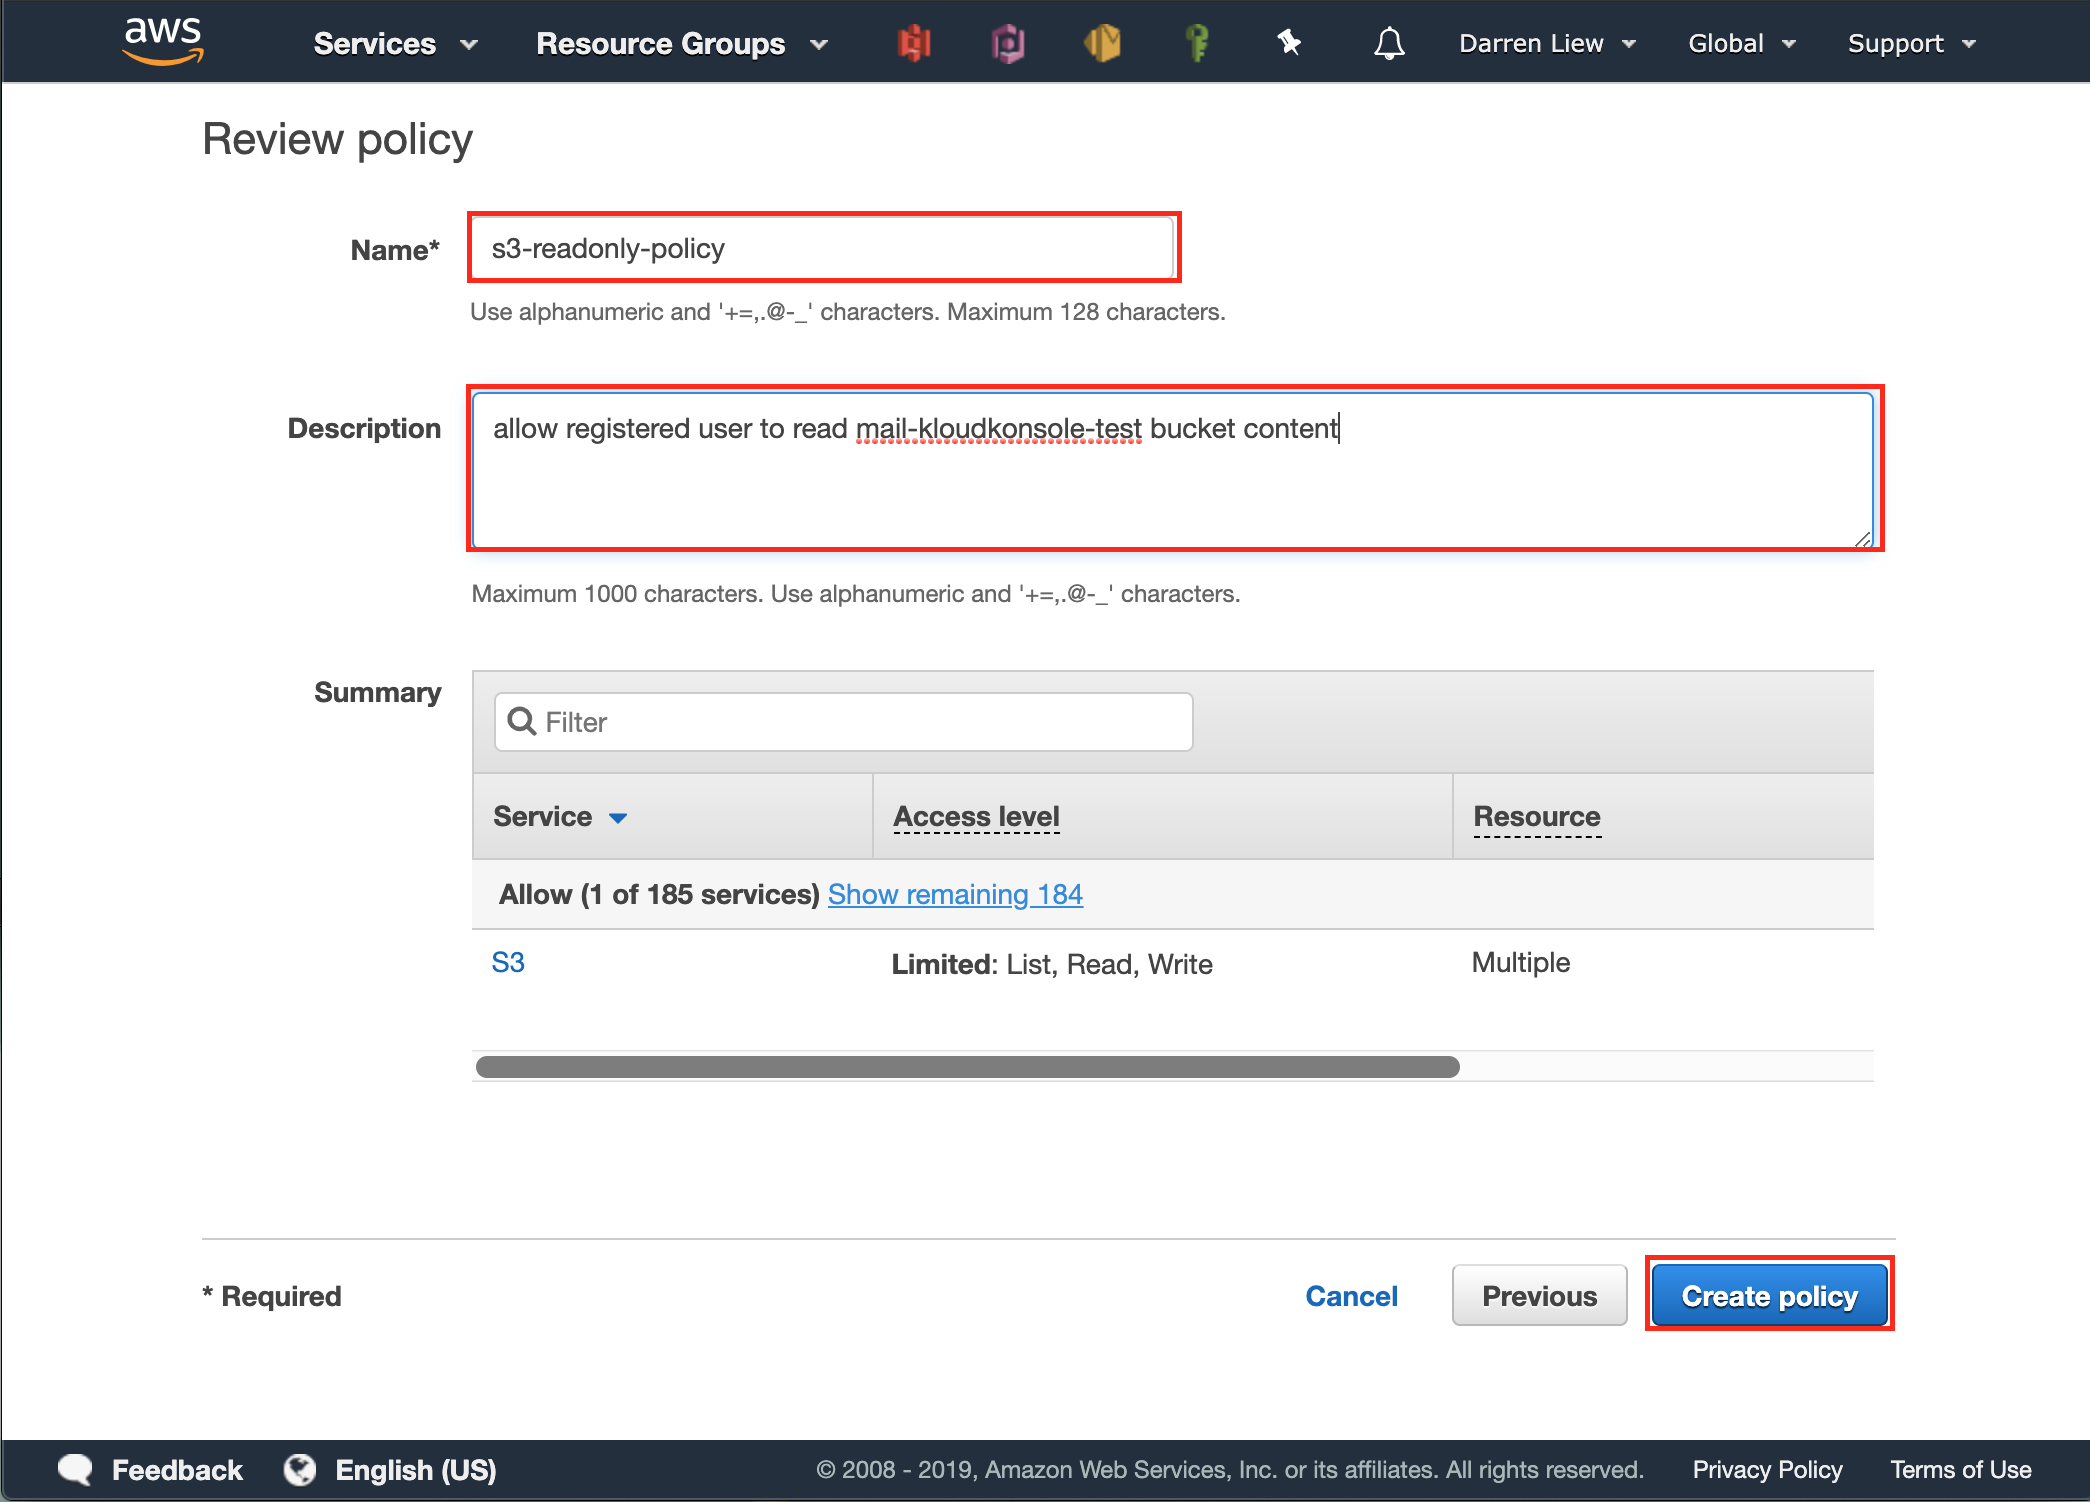 aws Services Resource Groups Darren Liew Global Support
Review policy
Name* s3-readonly-policy
Use alphanumeric and '+=,.@-_' characters. Maximum 128 characters.
Description allow registered user to read mail-kloudkonsole-test bucket content
Maximum 1000 characters. Use alphanumeric and '+=,.@-_' characters.
Summary Filter
Service Access level Resource
Allow (1 of 185 services) Show remaining 184
S3 Limited: List, Read, Write Multiple
* Required Cancel Previous Create policy
Feedback English (US) © 2008 - 2019, Amazon Web Services, Inc. or its affiliates. All rights reserved. Privacy Policy Terms of Use